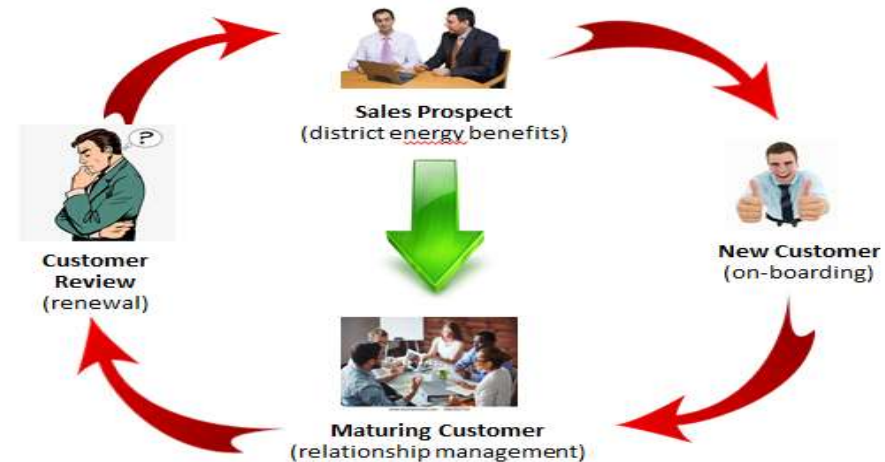 Sales Prospect
(district energy benefits)
?
New Customer
(on-boarding)
Customer
Review
(renewal)
Maturing Customer
(relationship management)